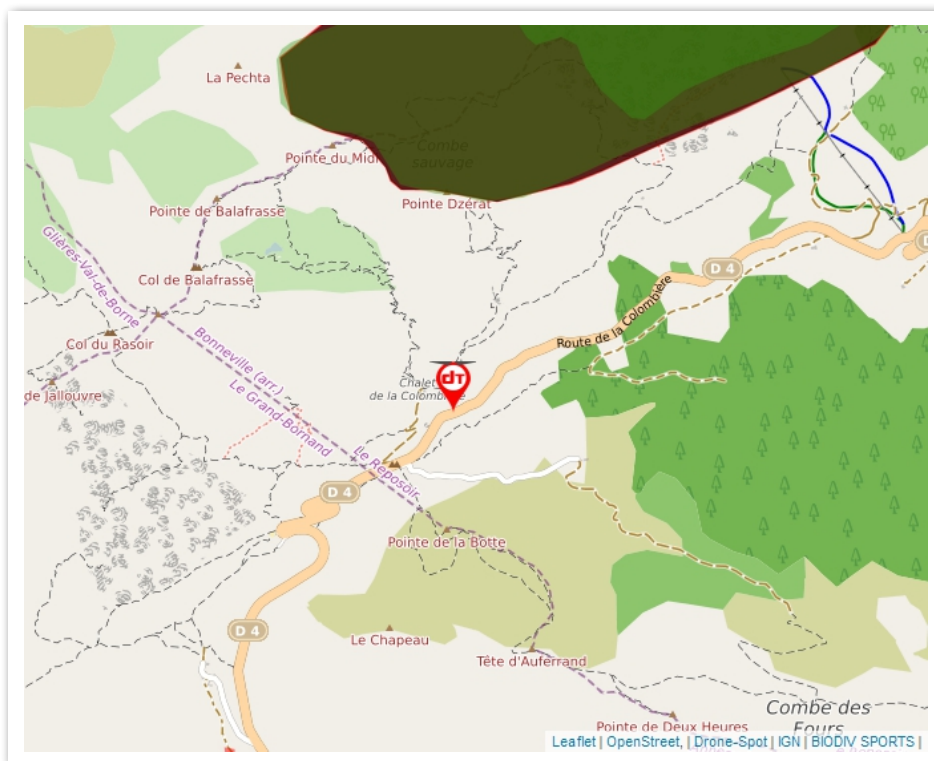 La Pechta
Combe
sauvage
Pointe du Midi
Pointe Dzérat
Pointe de Balafrasse
Glières-Val-de-Borne
Col de Balafrasse
D 4
Route de la Colombière
Col du Rasoir
Bonneville (arr.)
Le Grand-Bornand
de Jallouvre
dT
Chalet
de la Colombière
Le Reposoir
D 4
Pointe de la Botte
D 4
Le Chapeau
Tête d'Auferrand
Combe des
Fours
Pointe de Deux Heures
Leaflet | OpenStreet, | Drone-Spot | IGN | BIODIV SPORTS |